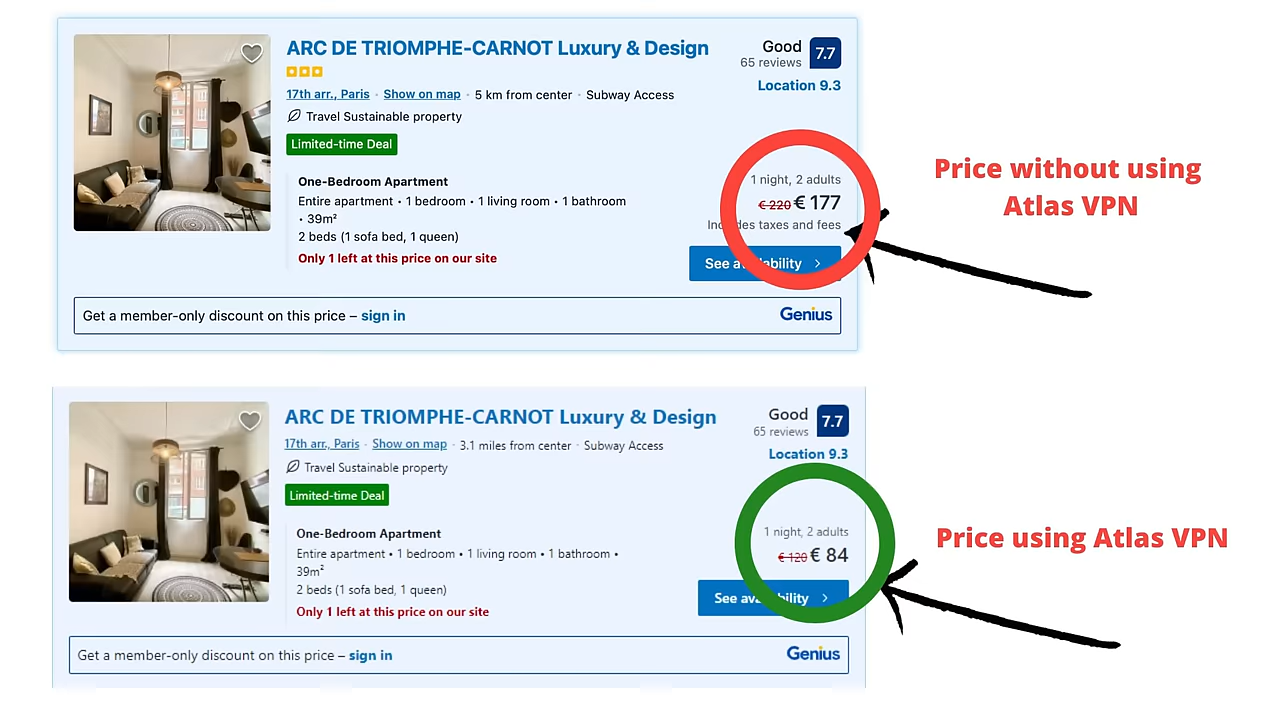 ARC DE TRIOMPHE-CARNOT Luxury & Design
Good
65 reviews
7.7
Location 9.3
17th arr., Paris · Show on map · 5 km from center · Subway Access
Travel Sustainable property
Limited-time Deal
One-Bedroom Apartment
Entire apartment • 1 bedroom • 1 living room • 1 bathroom
• 39m²
2 beds (1 sofa bed, 1 queen)
Only 1 left at this price on our site
1 night, 2 adults
€ 220 € 177
Includes taxes and fees
See availability
Get a member-only discount on this price – sign in
Genius
Price without using
Atlas VPN
ARC DE TRIOMPHE-CARNOT Luxury & Design
Good
65 reviews
7.7
Location 9.3
17th arr., Paris · Show on map · 3.1 miles from center · Subway Access
Travel Sustainable property
Limited-time Deal
One-Bedroom Apartment
Entire apartment • 1 bedroom • 1 living room • 1 bathroom •
39m²
2 beds (1 sofa bed, 1 queen)
Only 1 left at this price on our site
1 night, 2 adults
€ 120 € 84
See availability
Get a member-only discount on this price – sign in
Genius
Price using Atlas VPN